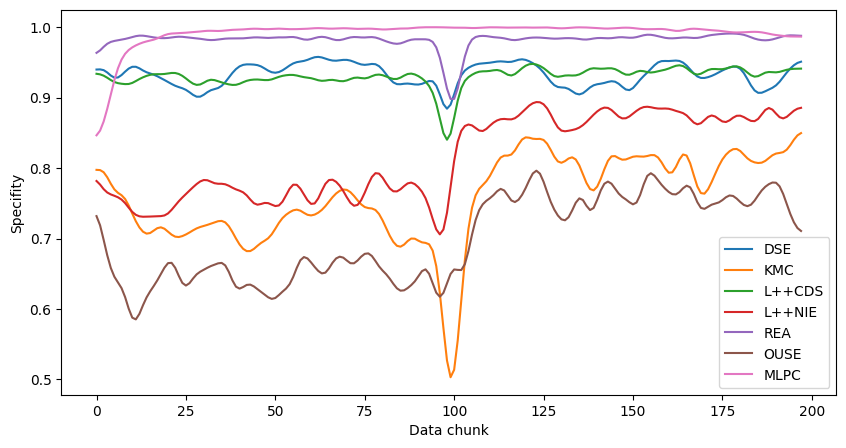 1.0
0.9
0.8
0.7
0.6
0.5
Specifity
0
25
50
75
100
125
150
175
200
Data chunk
DSE
KMC
L++CDS
L++NIE
REA
OUSE
MLPC